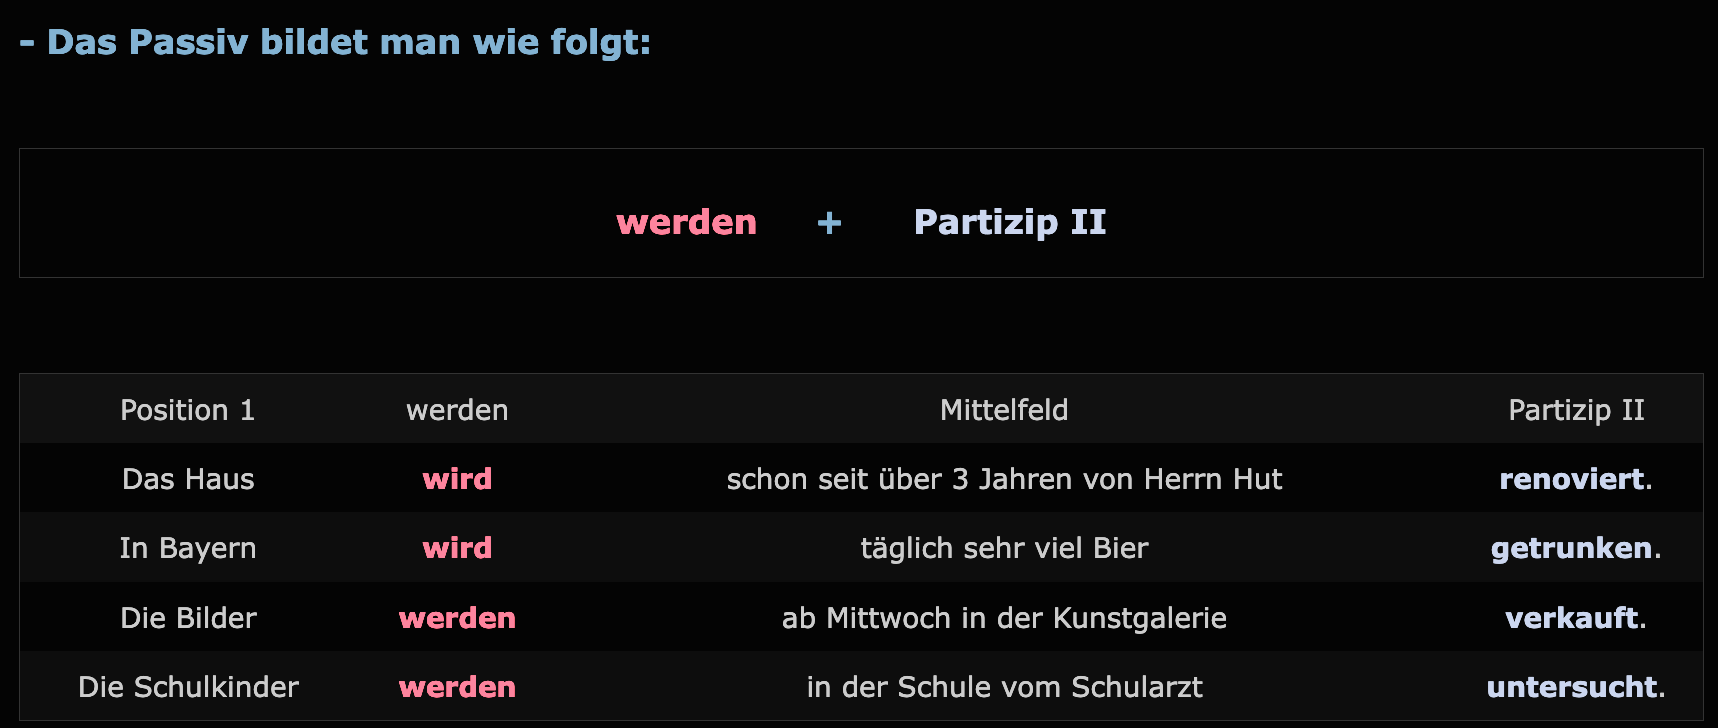 - Das Passiv bildet man wie folgt:
werden + Partizip II
Position 1 werden Mittelfeld Partizip II
Das Haus wird schon seit über 3 Jahren von Herrn Hut renoviert.
In Bayern wird täglich sehr viel Bier getrunken.
Die Bilder werden ab Mittwoch in der Kunstgalerie verkauft.
Die Schulkinder werden in der Schule vom Schularzt untersucht.